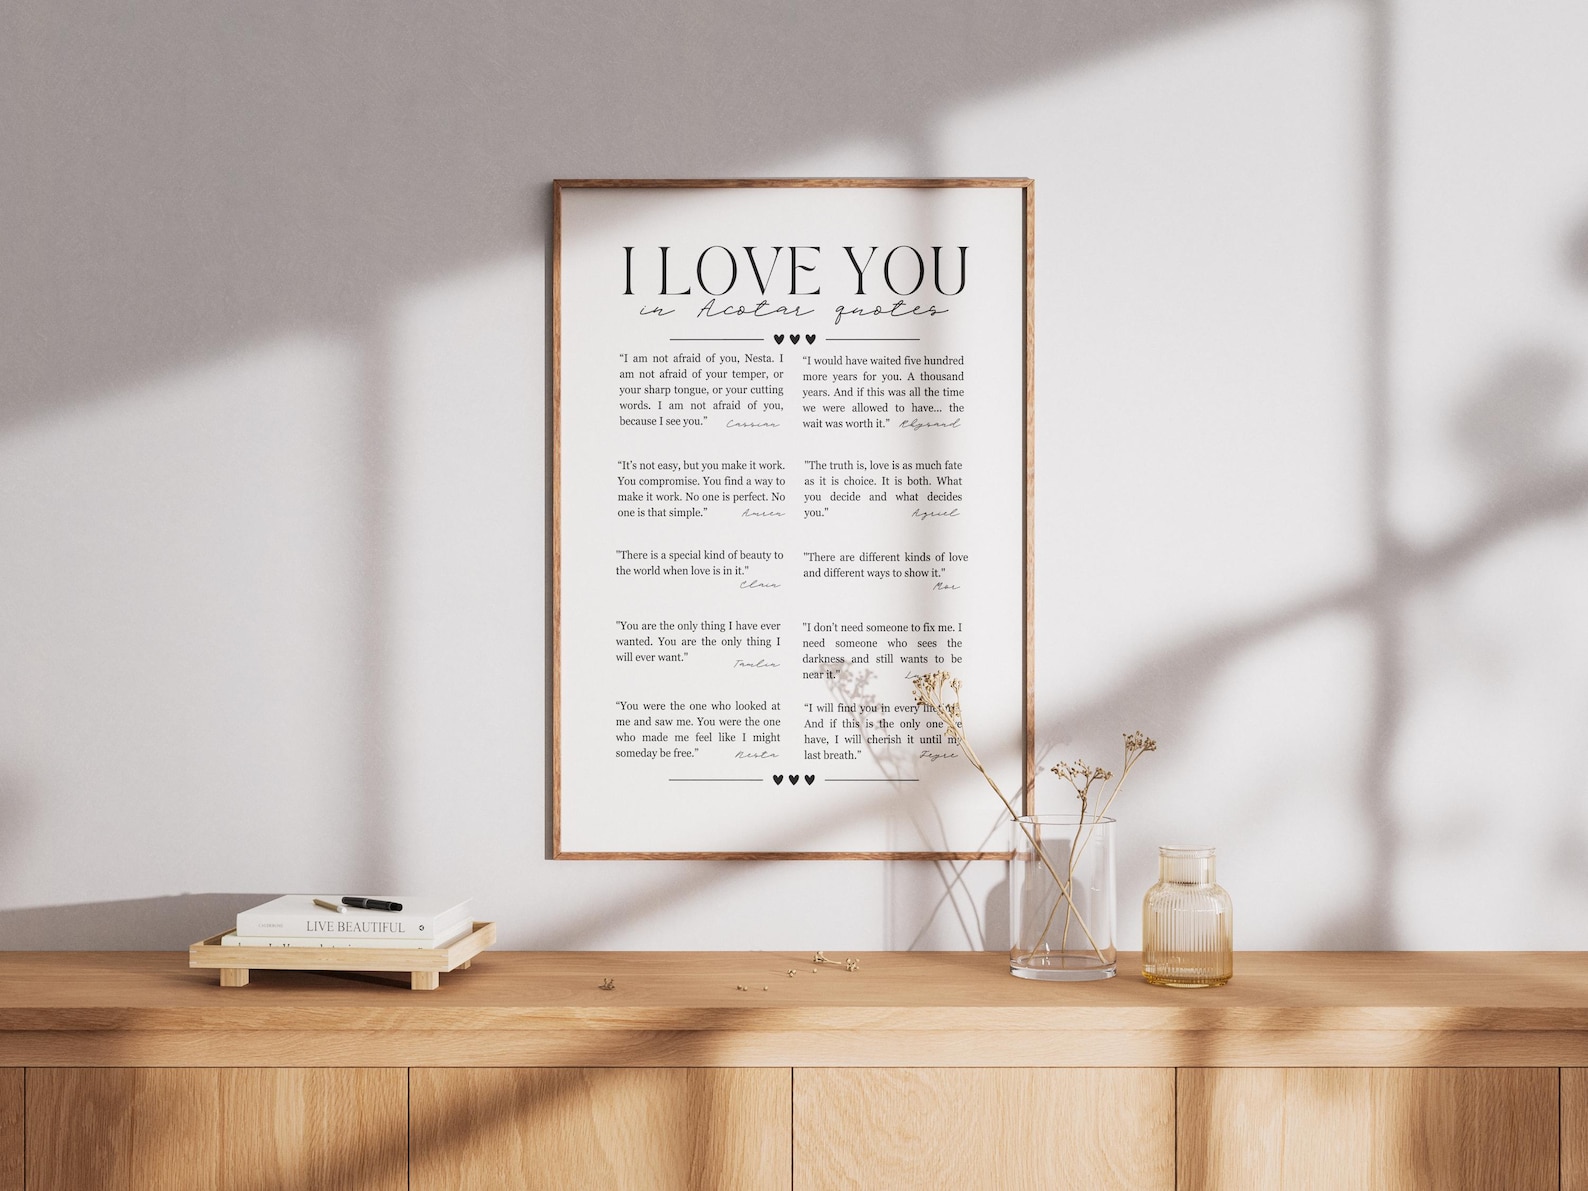 I LOVE YOU
in Acotar quotes
“I am not afraid of you, Nesta. I
am not afraid of your temper, or
your sharp tongue, or your cutting
words. I am not afraid of you,
because I see you.” Cassian
“I would have waited five hundred
more years for you. A thousand
years. And if this was all the time
we were allowed to have... the
wait was worth it.” Rhysand
“It’s not easy, but you make it work.
You compromise. You find a way to
make it work. No one is perfect. No
one is that simple.” Amren
"The truth is, love is as much fate
as it is choice. It is both. What
you decide and what decides
you." Azriel
"There is a special kind of beauty to
the world when love is in it."
Elain
"There are different kinds of love
and different ways to show it."
Mor
"You are the only thing I have ever
wanted. You are the only thing I
will ever want."
Tamlin
"I don’t need someone to fix me. I
need someone who sees the
darkness and still wants to be
near it."
“You were the one who looked at
me and saw me. You were the one
who made me feel like I might
someday be free.” Nesta
“I will find you in every
And if this is the only one
have, I will cherish it until my
last breath.” Feyre
LIVE BEAUTIFUL